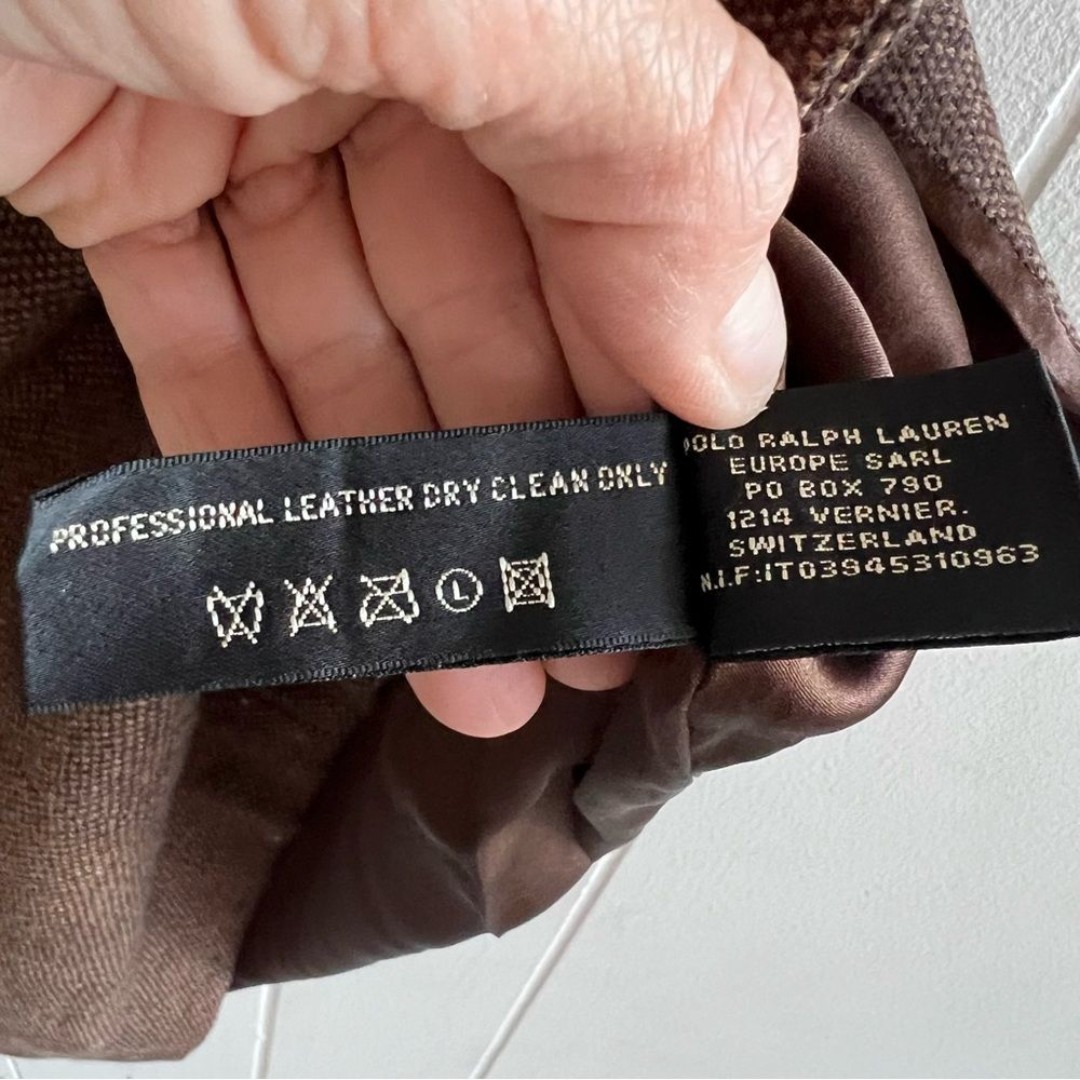 PROFESSIONAL LEATHER DRY CLEAN ONLY
L
POLO RALPH LAUREN
EUROPE SARL
PO BOX 790
1214 VERNIER.
SWITZERLAND
N.I.F:IT03945310963